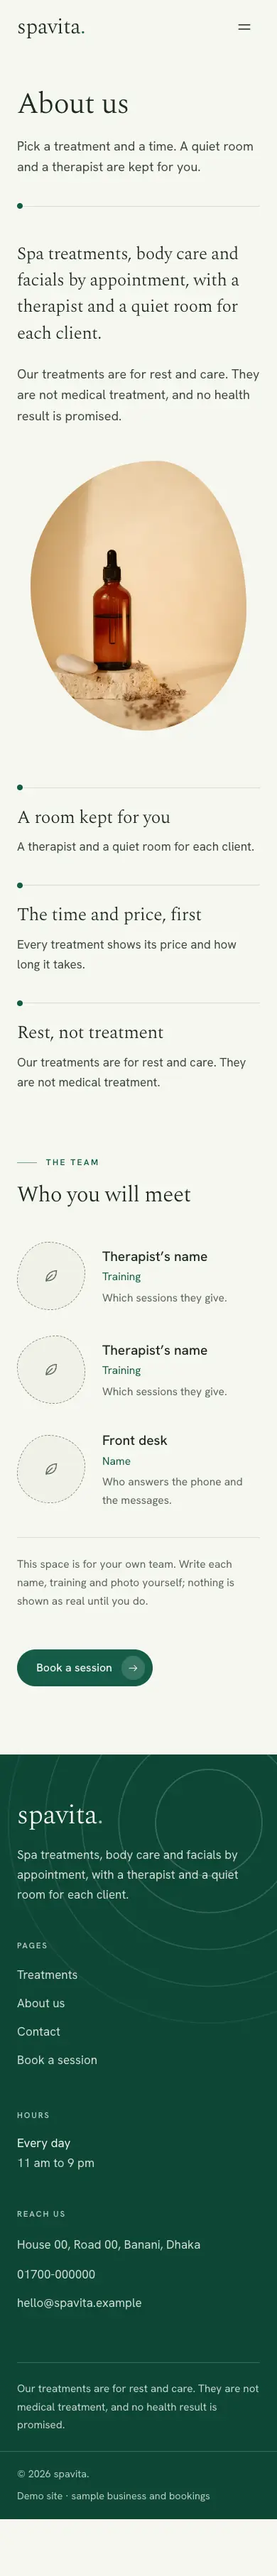 spavita.
About us
Pick a treatment and a time. A quiet room
and a therapist are kept for you.
Spa treatments, body care and
facials by appointment, with a
therapist and a quiet room for
each client.
Our treatments are for rest and care. They
are not medical treatment, and no health
result is promised.
A room kept for you
A therapist and a quiet room for each client.
The time and price, first
Every treatment shows its price and how
long it takes.
Rest, not treatment
Our treatments are for rest and care. They
are not medical treatment.
THE TEAM
Who you will meet
Therapist’s name
Training
Which sessions they give.
Therapist’s name
Training
Which sessions they give.
Front desk
Name
Who answers the phone and
the messages.
This space is for your own team. Write each
name, training and photo yourself; nothing is
shown as real until you do.
Book a session
spavita.
Spa treatments, body care and facials by
appointment, with a therapist and a quiet
room for each client.
PAGES
Treatments
About us
Contact
Book a session
HOURS
Every day
11 am to 9 pm
REACH US
House 00, Road 00, Banani, Dhaka
01700-000000
hello@spavita.example
Our treatments are for rest and care. They are not
medical treatment, and no health result is
promised.
© 2026 spavita.
Demo site · sample business and bookings